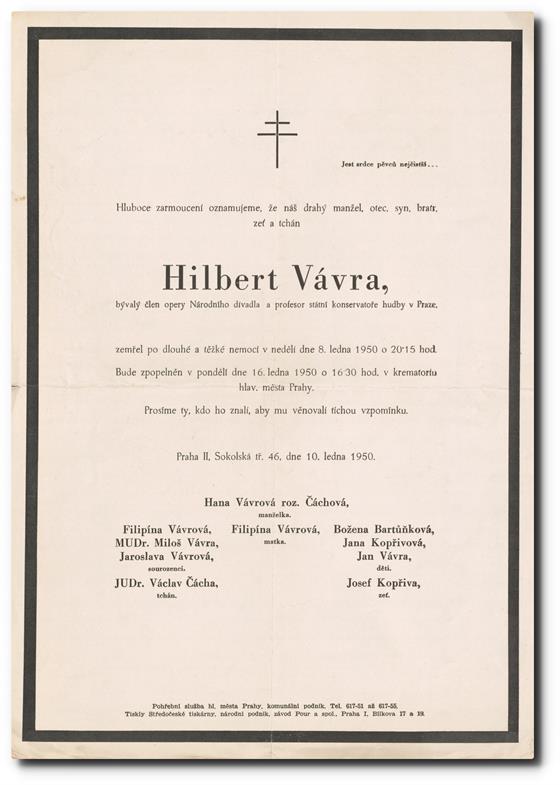 Jest srdce pěvců nejčistší...
Hluboce zarmoucení oznamujeme, že náš drahý manžel, otec, syn, bratr,
zeť a tchán
Hilbert Vávra,
bývalý člen opery Národního divadla a profesor státní konservatoře hudby v Praze,
zemřel po dlouhé a těžké nemoci v neděli dne 8. ledna 1950 o 20·15 hod.
Bude zpopelněn v pondělí dne 16. ledna 1950 o 16·30 hod. v krematoriu
hlav. města Prahy.
Prosíme ty, kdo ho znali, aby mu věnovali tichou vzpomínku.
Praha II, Sokolská tř. 46, dne 10. ledna 1950.
Hana Vávrová roz. Čáchová,
manželka.
Filipína Vávrová,
MUDr. Miloš Vávra,
Jaroslava Vávrová,
sourozenci.
JUDr. Václav Čácha,
tchán.
Filipína Vávrová,
matka.
Božena Bartůňková,
Jana Kopřivová,
Jan Vávra,
děti.
Josef Kopřiva,
zeť.
Pohřební služba hl. města Prahy, komunální podnik, Tel. 617-51 až 617-55.
Tiskly Středočeské tiskárny, národní podnik, závod Pour a spol., Praha I, Bílkova 17 a 19.